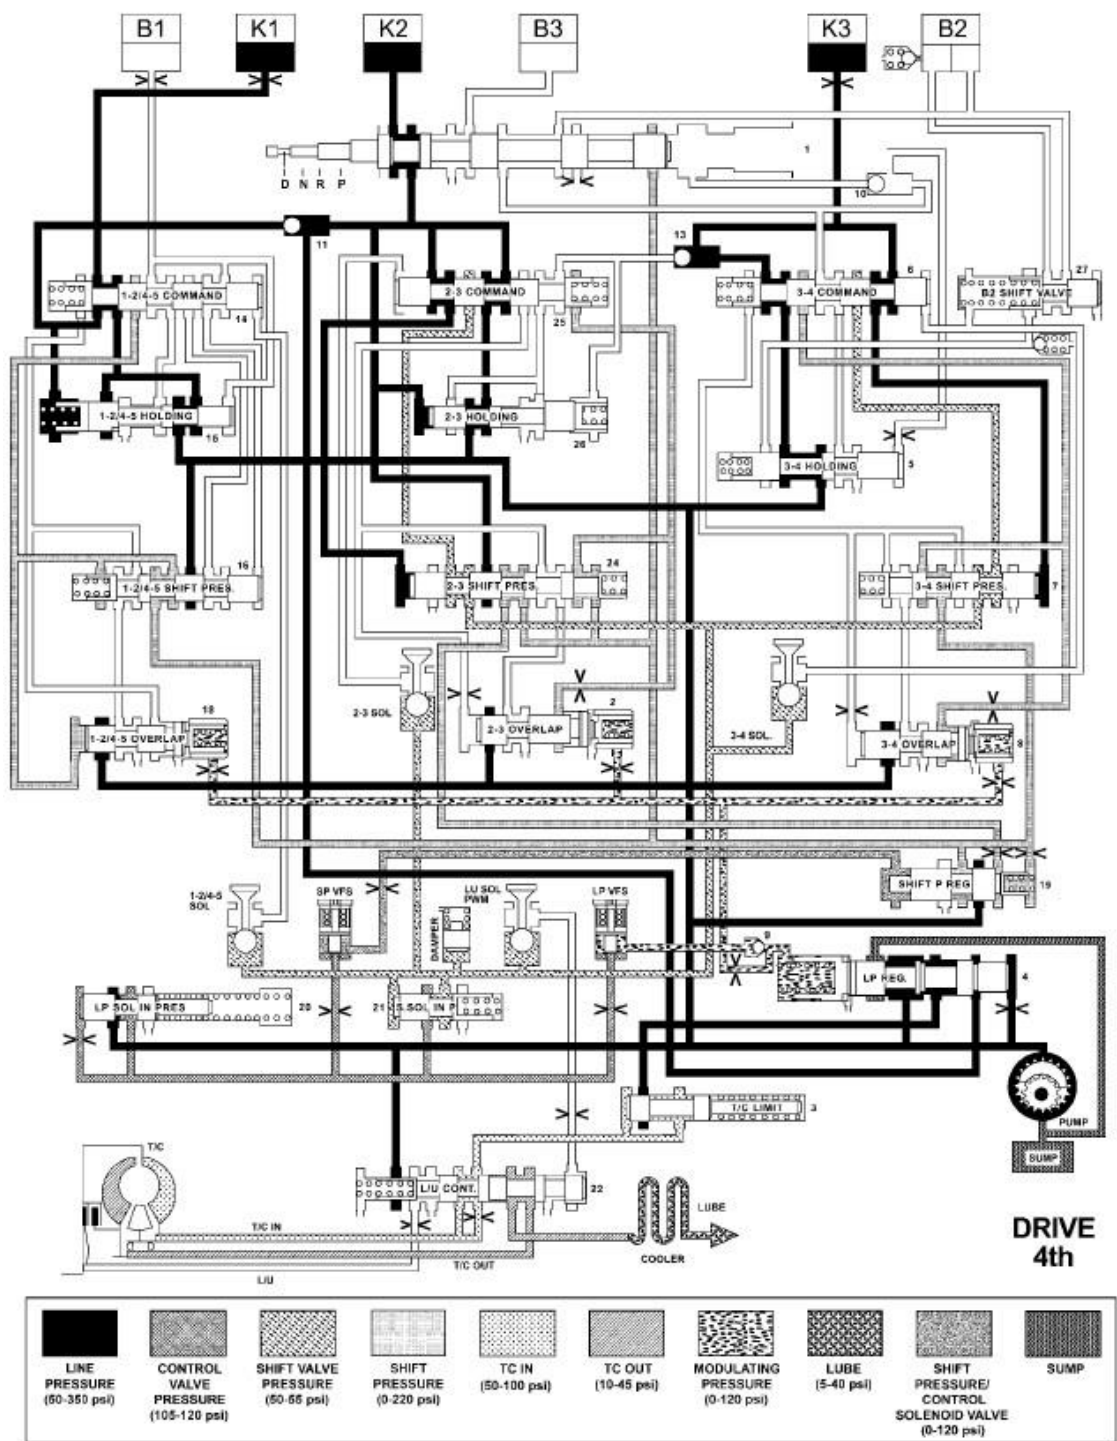 B1 K1 K2 B3 K3 B2
1
D N R P
10
11
13
6
27
1-2/4-5 COMMAND
2-3 COMMAND
3-4 COMMAND
B2 SHIFT VALVE
14
25
1-2/4-5 HOLDING
2-3 HOLDING
15
26
3-4 HOLDING
5
16
24
1-2/4-5 SHIFT PRES.
2-3 SHIFT PRES.
3-4 SHIFT PRES.
7
18
2-3 SOL
2
1-2/4-5 OVERLAP
2-3 OVERLAP
3-4 SOL.
3-4 OVERLAP
8
1-2/4-5
SOL
SP VFS
LU SOL
PWM
LP VFS
SHIFT P REG
19
DAMPER
9
LP REG.
4
LP SOL IN PRES
20
21
S.SOL IN P
T/C LIMIT
3
PUMP
SUMP
T/C
L/U CONT.
22
LUBE
T/C IN
COOLER
T/C OUT
L/U
DRIVE
4th
LINE
PRESSURE
(50-350 psi)
CONTROL
VALVE
PRESSURE
(105-120 psi)
SHIFT VALVE
PRESSURE
(50-55 psi)
SHIFT
PRESSURE
(0-220 psi)
TC IN
(50-100 psi)
TC OUT
(10-45 psi)
MODULATING
PRESSURE
(0-120 psi)
LUBE
(5-40 psi)
SHIFT
PRESSURE/
CONTROL
SOLENOID VALVE
(0-120 psi)
SUMP